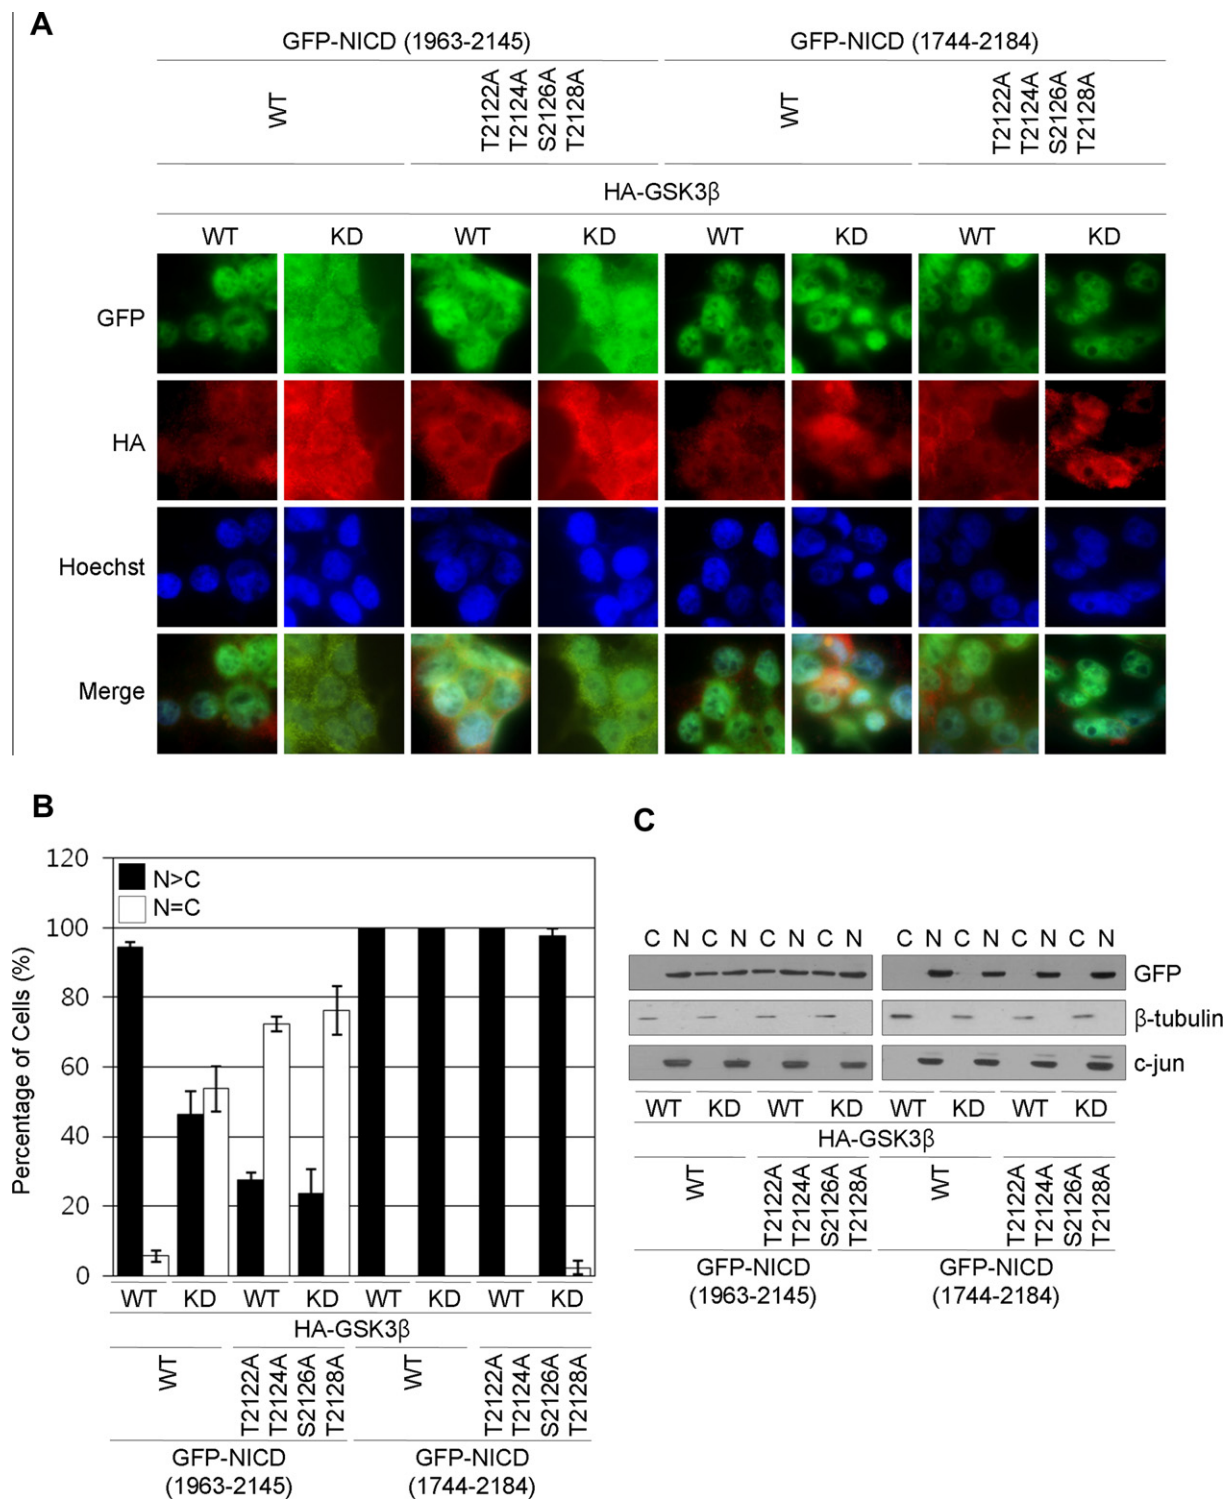 A
GFP-NICD (1963-2145) GFP-NICD (1744-2184)
WT T2122A T2124A S2126A T2128A WT T2122A T2124A S2126A T2128A
HA-GSK3β
WT KD WT KD WT KD WT KD
GFP
HA
Hoechst
Merge
B
120
100
80
60
40
20
0
Percentage of Cells (%)
N>C
N=C
WT KD WT KD WT KD WT KD
HA-GSK3β
WT T2122A T2124A S2126A T2128A WT T2122A T2124A S2126A T2128A
GFP-NICD GFP-NICD
(1963-2145) (1744-2184)
C
C N C N C N C N C N C N C N C N
GFP
β-tubulin
c-jun
WT KD WT KD WT KD WT KD
HA-GSK3β
WT T2122A T2124A S2126A T2128A WT T2122A T2124A S2126A T2128A
GFP-NICD GFP-NICD
(1963-2145) (1744-2184)